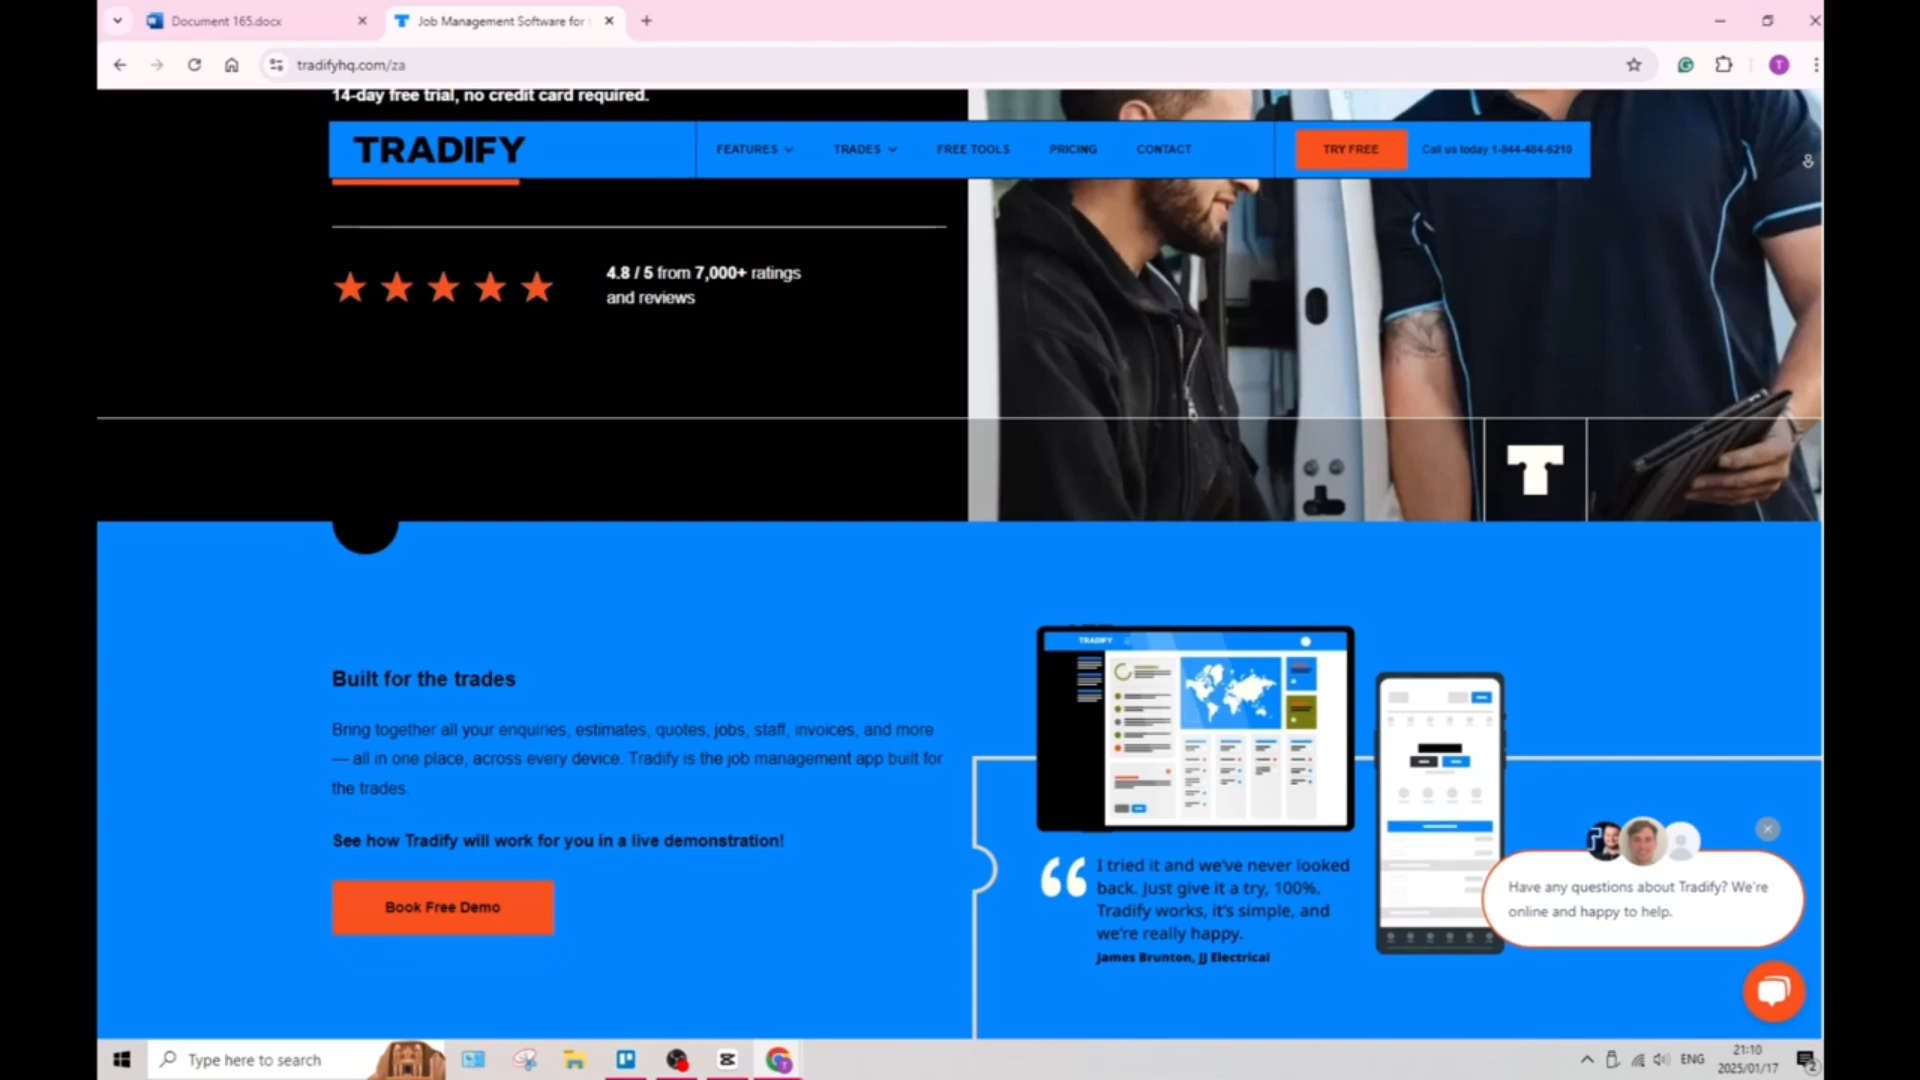 Document 165.docx
Job Management Software for
tradifyhq.com/za
T
14-day free trial, no credit card required.
TRADIFY
FEATURES
TRADES
FREE TOOLS
PRICING
CONTACT
TRY FREE
Call us today 1-844-484-6210
4.8 / 5 from 7,000+ ratings
and reviews
T
Built for the trades
Bring together all your enquiries, estimates, quotes, jobs, staff, invoices, and more
— all in one place, across every device. Tradify is the job management app built for
the trades.
See how Tradify will work for you in a live demonstration!
Book Free Demo
TRADIFY
“ I tried it and we've never looked
back. Just give it a try, 100%.
Tradify works, it's simple, and
we're really happy.
James Brunton, JJ Electrical
Have any questions about Tradify? We're
online and happy to help.
Type here to search
ENG
21:10
2025/01/17
2